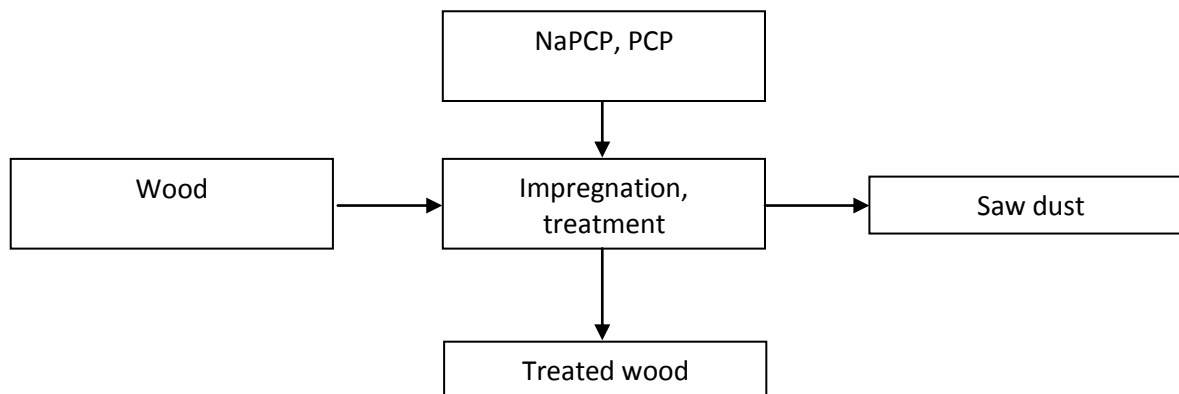 NaPCP, PCP
Wood
Impregnation,
treatment
Saw dust
Treated wood